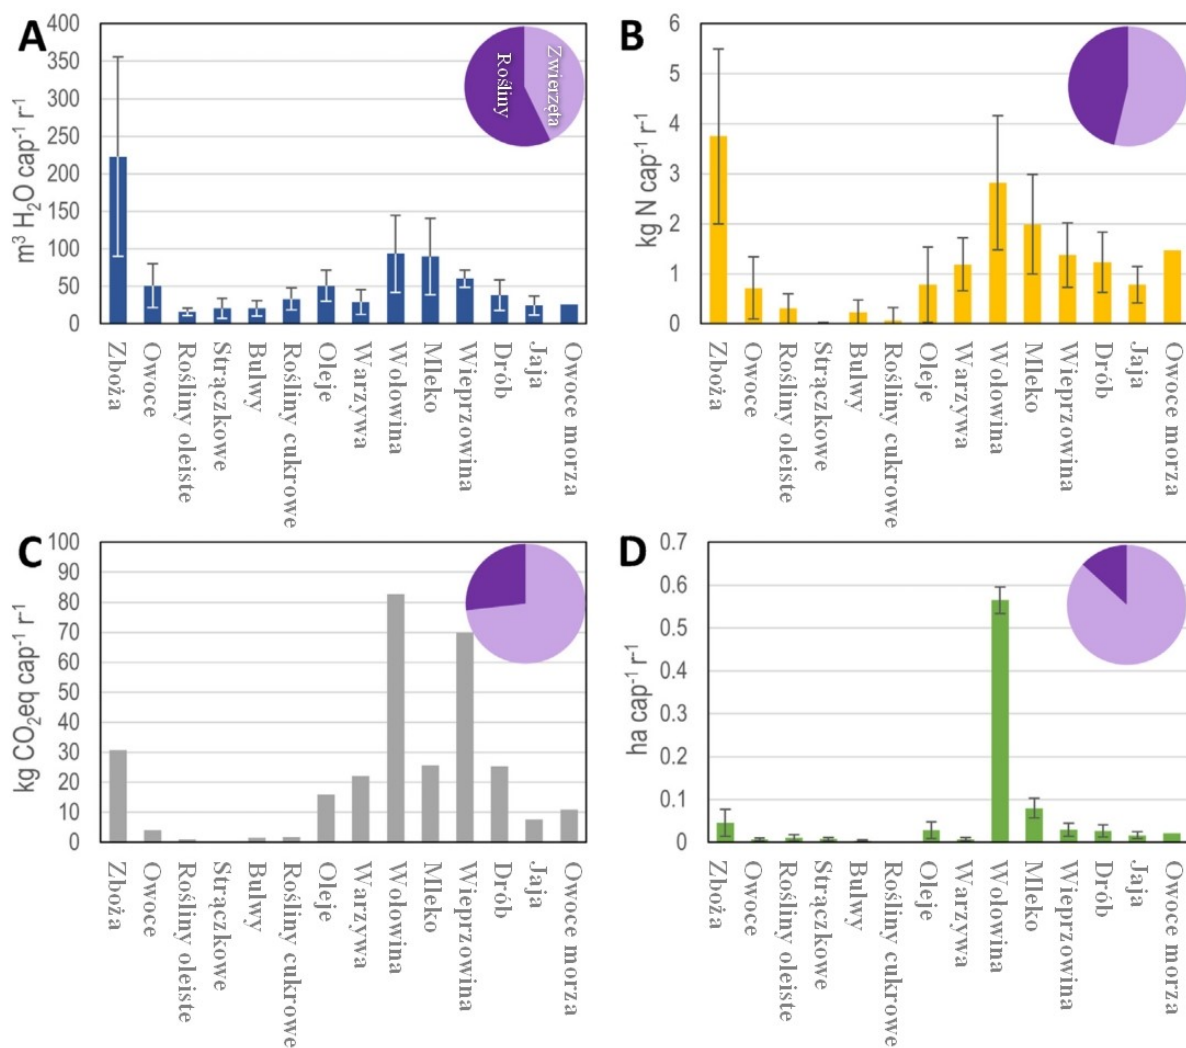 A
m³ H₂O cap⁻¹ r⁻¹
400
350
300
250
200
150
100
50
0
Rośliny
Zwierzęta
Zboża
Owoce
Rośliny oleiste
Strączkowe
Bulwy
Rośliny cukrowe
Oleje
Warzywa
Wołowina
Mleko
Wieprzowina
Drób
Jaja
Owoce morza
B
kg N cap⁻¹ r⁻¹
6
5
4
3
2
1
0
Zboża
Owoce
Rośliny oleiste
Strączkowe
Bulwy
Rośliny cukrowe
Oleje
Warzywa
Wołowina
Mleko
Wieprzowina
Drób
Jaja
Owoce morza
C
kg CO₂eq cap⁻¹ r⁻¹
100
90
80
70
60
50
40
30
20
10
0
Zboża
Owoce
Rośliny oleiste
Strączkowe
Bulwy
Rośliny cukrowe
Oleje
Warzywa
Wołowina
Mleko
Wieprzowina
Drób
Jaja
Owoce morza
D
ha cap⁻¹ r⁻¹
0.7
0.6
0.5
0.4
0.3
0.2
0.1
0
Zboża
Owoce
Rośliny oleiste
Strączkowe
Bulwy
Rośliny cukrowe
Oleje
Warzywa
Wołowina
Mleko
Wieprzowina
Drób
Jaja
Owoce morza